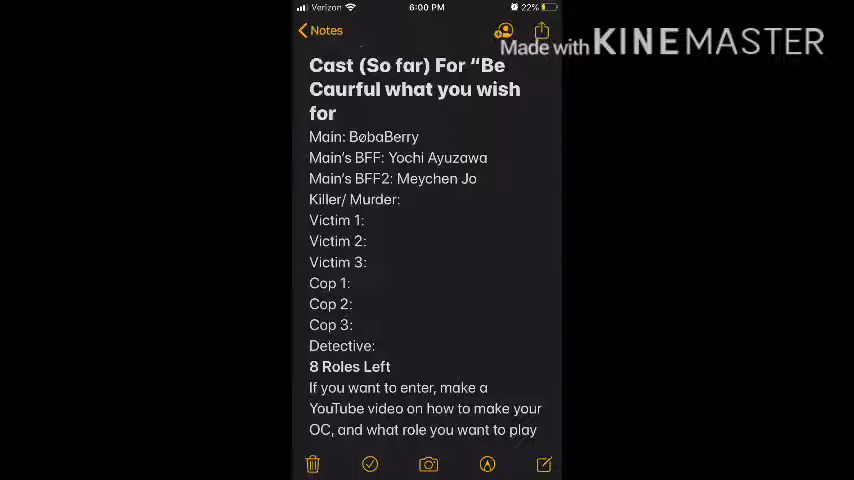 Verizon 6:00 PM 22%
Notes
Made with KINEMASTER
Cast (So far) For “Be
Caurful what you wish
for
Main: BøbaBerry
Main’s BFF: Yochi Ayuzawa
Main’s BFF2: Meychen Jo
Killer/ Murder:
Victim 1:
Victim 2:
Victim 3:
Cop 1:
Cop 2:
Cop 3:
Detective:
8 Roles Left
If you want to enter, make a
YouTube video on how to make your
OC, and what role you want to play